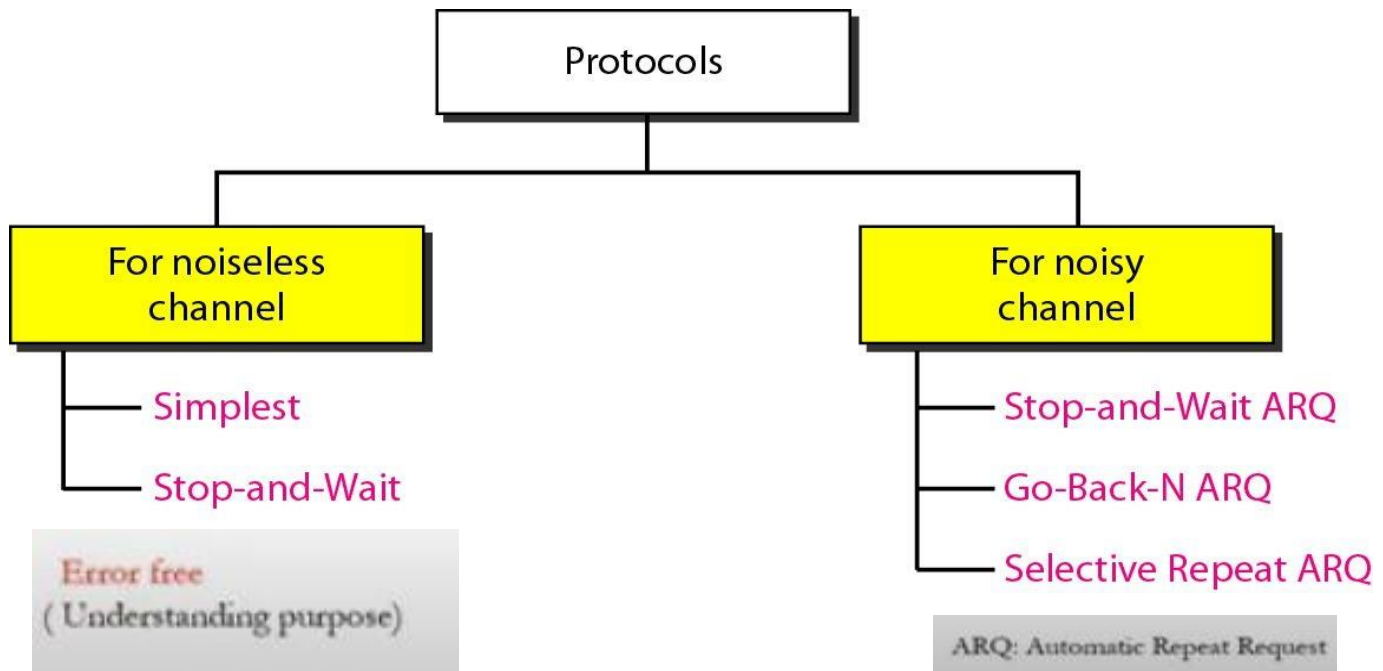 Protocols
For noiseless
channel
Simplest
Stop-and-Wait
Error free
( Understanding purpose)
For noisy
channel
Stop-and-Wait ARQ
Go-Back-N ARQ
Selective Repeat ARQ
ARQ: Automatic Repeat Request